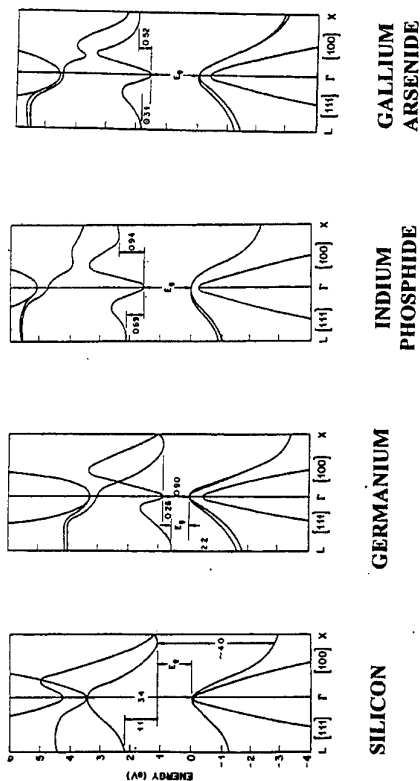 ENERGY (eV)
6
5
4
3
2
1
0
-1
-2
-3
-4
1.1
3.4
Eg
~4.0
L [111] Γ [100] X
SILICON
0.26
0.90
Eg
2.2
L [111] Γ [100] X
GERMANIUM
0.69
0.94
Eg
L [111] Γ [100] X
INDIUM
PHOSPHIDE
0.31
0.52
Eg
L [111] Γ [100] X
GALLIUM
ARSENIDE